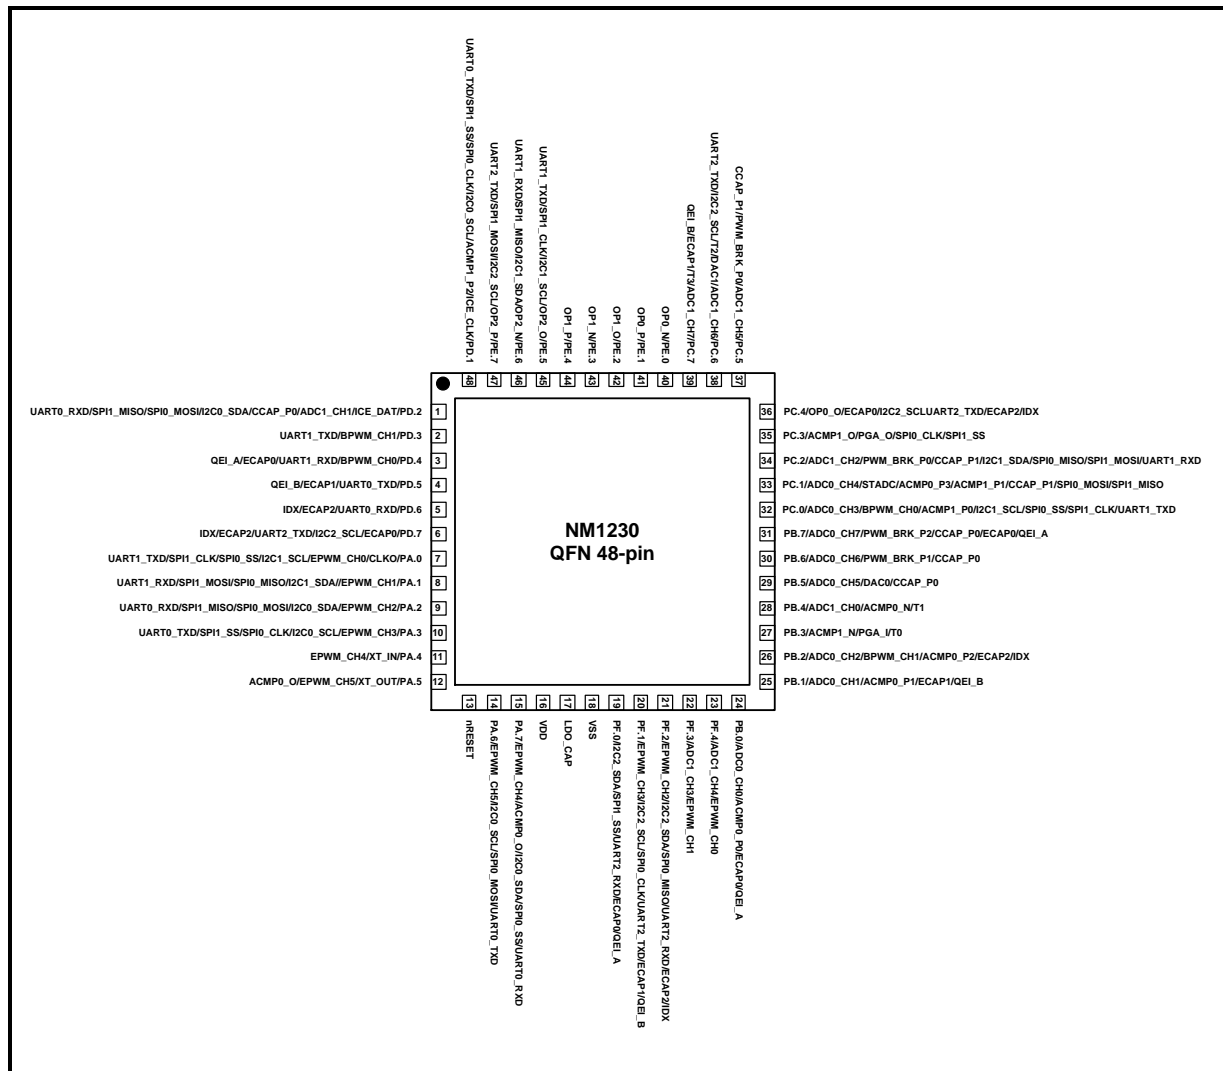 UART0_TXD/SPI1_SS/SPI0_CLK/I2C0_SCL/ACMP1_P2/ICE_CLK/PD.1
UART2_TXD/SPI1_MOSI/I2C2_SCL/OP2_P/PE.7
UART1_RXD/SPI1_MISO/I2C1_SDA/OP2_N/PE.6
UART1_TXD/SPI1_CLK/I2C1_SCL/OP2_O/PE.5
OP1_P/PE.4
OP1_N/PE.3
OP1_O/PE.2
OP0_P/PE.1
OP0_N/PE.0
QEI_B/ECAP1/T3/ADC1_CH7/PC.7
UART2_TXD/I2C2_SCL/T2/DAC1/ADC1_CH6/PC.6
CCAP_P1/PWM_BRK_P0/ADC1_CH5/PC.5
48 47 46 45 44 43 42 41 40 39 38 37
UART0_RXD/SPI1_MISO/SPI0_MOSI/I2C0_SDA/CCAP_P0/ADC1_CH1/ICE_DAT/PD.2 1
UART1_TXD/BPWM_CH1/PD.3 2
QEI_A/ECAP0/UART1_RXD/BPWM_CH0/PD.4 3
QEI_B/ECAP1/UART0_TXD/PD.5 4
IDX/ECAP2/UART0_RXD/PD.6 5
IDX/ECAP2/UART2_TXD/I2C2_SCL/ECAP0/PD.7 6
UART1_TXD/SPI1_CLK/SPI0_SS/I2C1_SCL/EPWM_CH0/CLKO/PA.0 7
UART1_RXD/SPI1_MOSI/SPI0_MISO/I2C1_SDA//EPWM_CH1/PA.1 8
UART0_RXD/SPI1_MISO/SPI0_MOSI/I2C0_SDA/EPWM_CH2/PA.2 9
UART0_TXD/SPI1_SS/SPI0_CLK/I2C0_SCL/EPWM_CH3/PA.3 10
EPWM_CH4/XT_IN/PA.4 11
ACMP0_O/EPWM_CH5/XT_OUT/PA.5 12
NM1230
QFN 48-pin
36 PC.4/OP0_O/ECAP0/I2C2_SCLUART2_TXD/ECAP2/IDX
35 PC.3/ACMP1_O/PGA_O/SPI0_CLK/SPI1_SS
34 PC.2/ADC1_CH2/PWM_BRK_P0/CCAP_P1/I2C1_SDA/SPI0_MISO/SPI1_MOSI/UART1_RXD
33 PC.1/ADC0_CH4/STADC/ACMP0_P3/ACMP1_P1/CCAP_P1/SPI0_MOSI/SPI1_MISO
32 PC.0/ADC0_CH3/BPWM_CH0/ACMP1_P0/I2C1_SCL/SPI0_SS/SPI1_CLK/UART1_TXD
31 PB.7/ADC0_CH7/PWM_BRK_P2/CCAP_P0/ECAP0/QEI_A
30 PB.6/ADC0_CH6/PWM_BRK_P1/CCAP_P0
29 PB.5/ADC0_CH5/DAC0/CCAP_P0
28 PB.4/ADC1_CH0/ACMP0_N/T1
27 PB.3/ACMP1_N/PGA_I/T0
26 PB.2/ADC0_CH2/BPWM_CH1/ACMP0_P2/ECAP2/IDX
25 PB.1/ADC0_CH1/ACMP0_P1/ECAP1/QEI_B
13 14 15 16 17 18 19 20 21 22 23 24
nRESET
PA.6/EPWM_CH5/I2C0_SCL/SPI0_MOSI/UART0_TXD
PA.7/EPWM_CH4/ACMP0_O/I2C0_SDA/SPI0_SS/UART0_RXD
VDD
LDO_CAP
VSS
PF.0/I2C2_SDA/SPI1_SS/UART2_RXD/ECAP0/QEI_A
PF.1/EPWM_CH3/I2C2_SCL/SPI0_CLK/UART2_TXD/ECAP1/QEI_B
PF.2/EPWM_CH2/I2C2_SDA/SPI0_MISO/UART2_RXD/ECAP2/IDX
PF.3/ADC1_CH3/EPWM_CH1
PF.4/ADC1_CH4/EPWM_CH0
PB.0/ADC0_CH0/ACMP0_P0/ECAP0/QEI_A